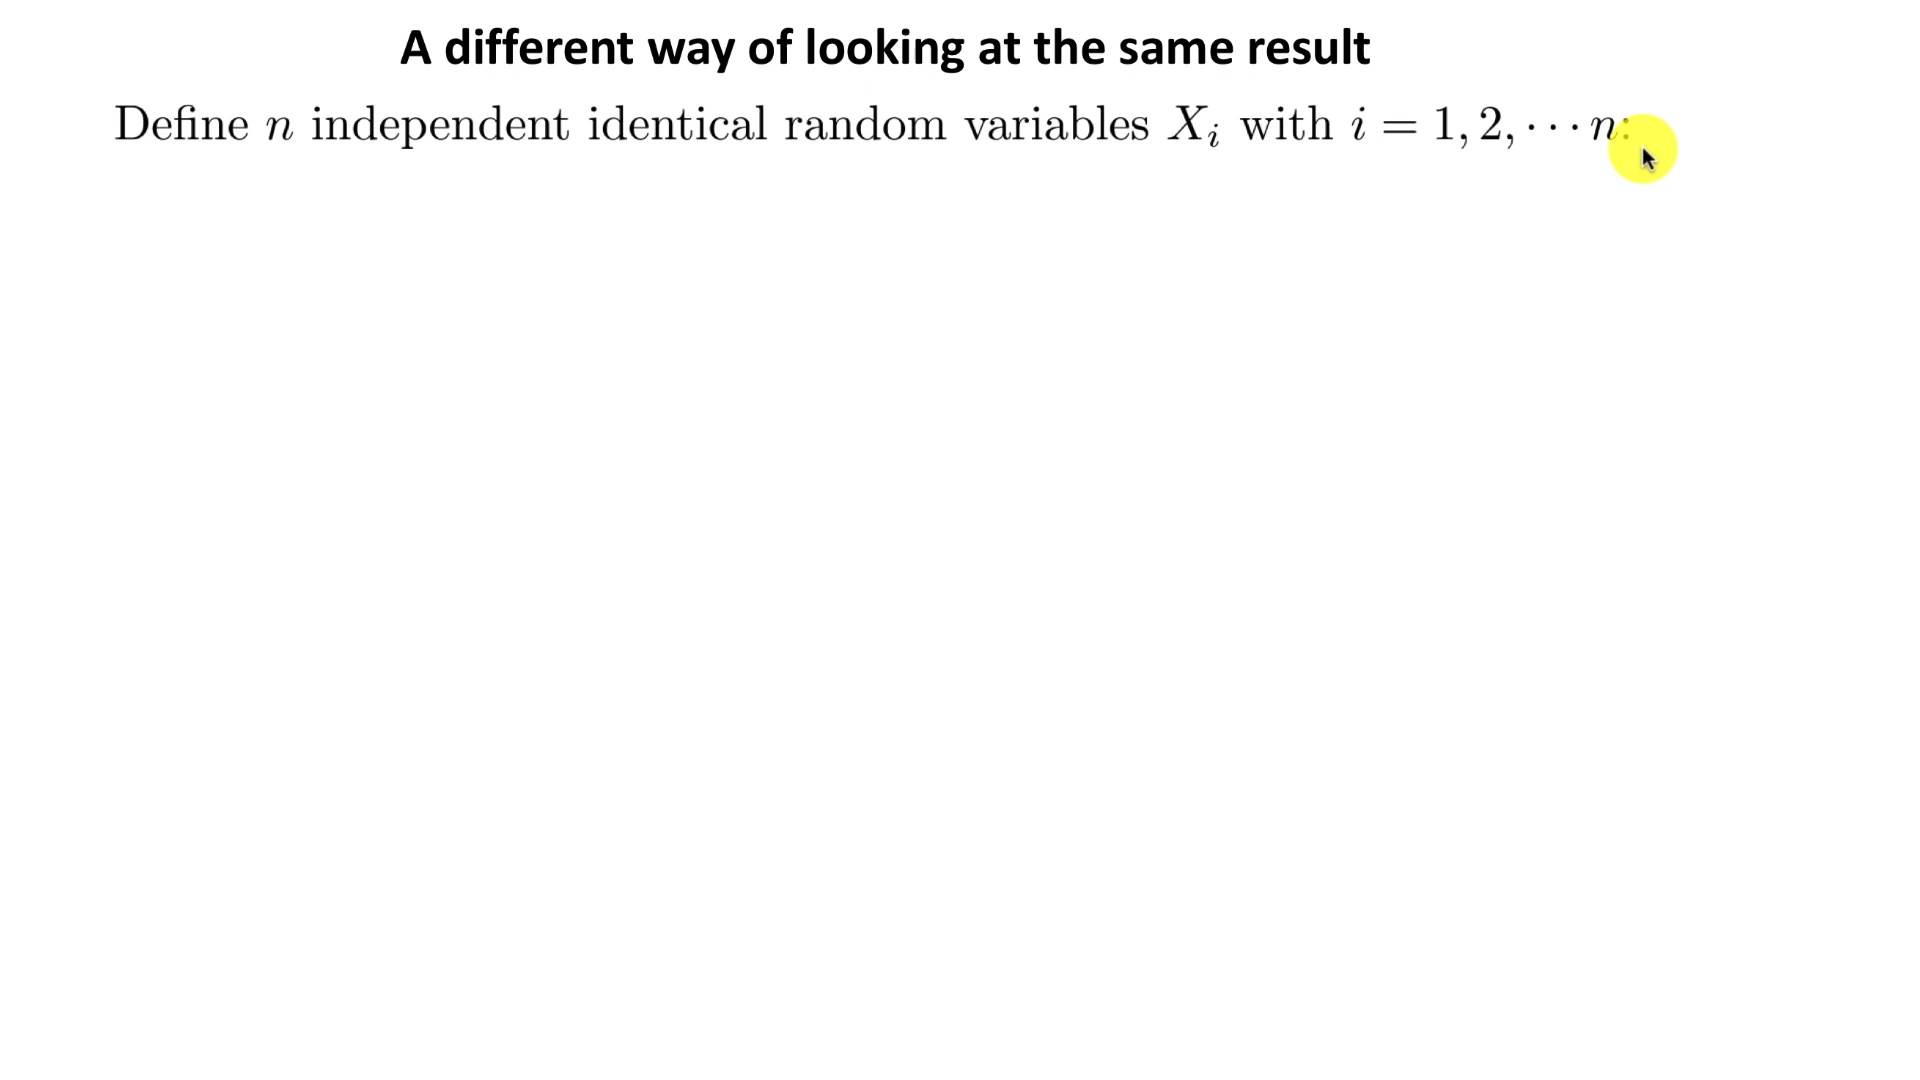 A different way of looking at the same result
Define n independent identical random variables X_i with i = 1, 2, ··· n: